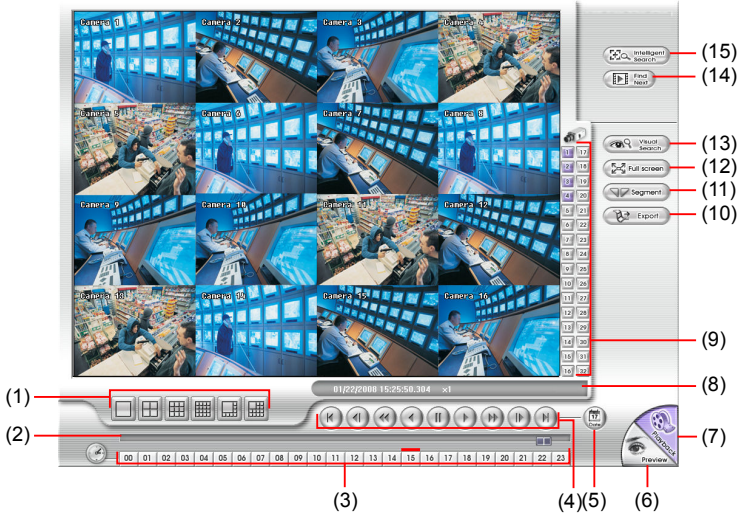 Camera 1 Camera 2 Camera 3 Camera 4
Camera 5 Camera 6 Camera 7 Camera 8
Camera 9 Camera 10 Camera 11 Camera 12
Camera 13 Camera 14 Camera 15 Camera 16
Intelligent
Search
(15)
Find
Next
(14)
Visual
Search
(13)
Full screen
(12)
Segment
(11)
Export
(10)
1 17
2 18
3 19
4 20
5 21
6 22
7 23
8 24
9 25
10 26
11 27
12 28
13 29
14 30
15 31
16 32
(9)
01/22/2008 15:25:50.304 x1
(8)
(1)
17
Date
(2)
Playback
(7)
00 01 02 03 04 05 06 07 08 09 10 11 12 13 14 15 16 17 18 19 20 21 22 23
Preview
(3)
(4)(5)
(6)